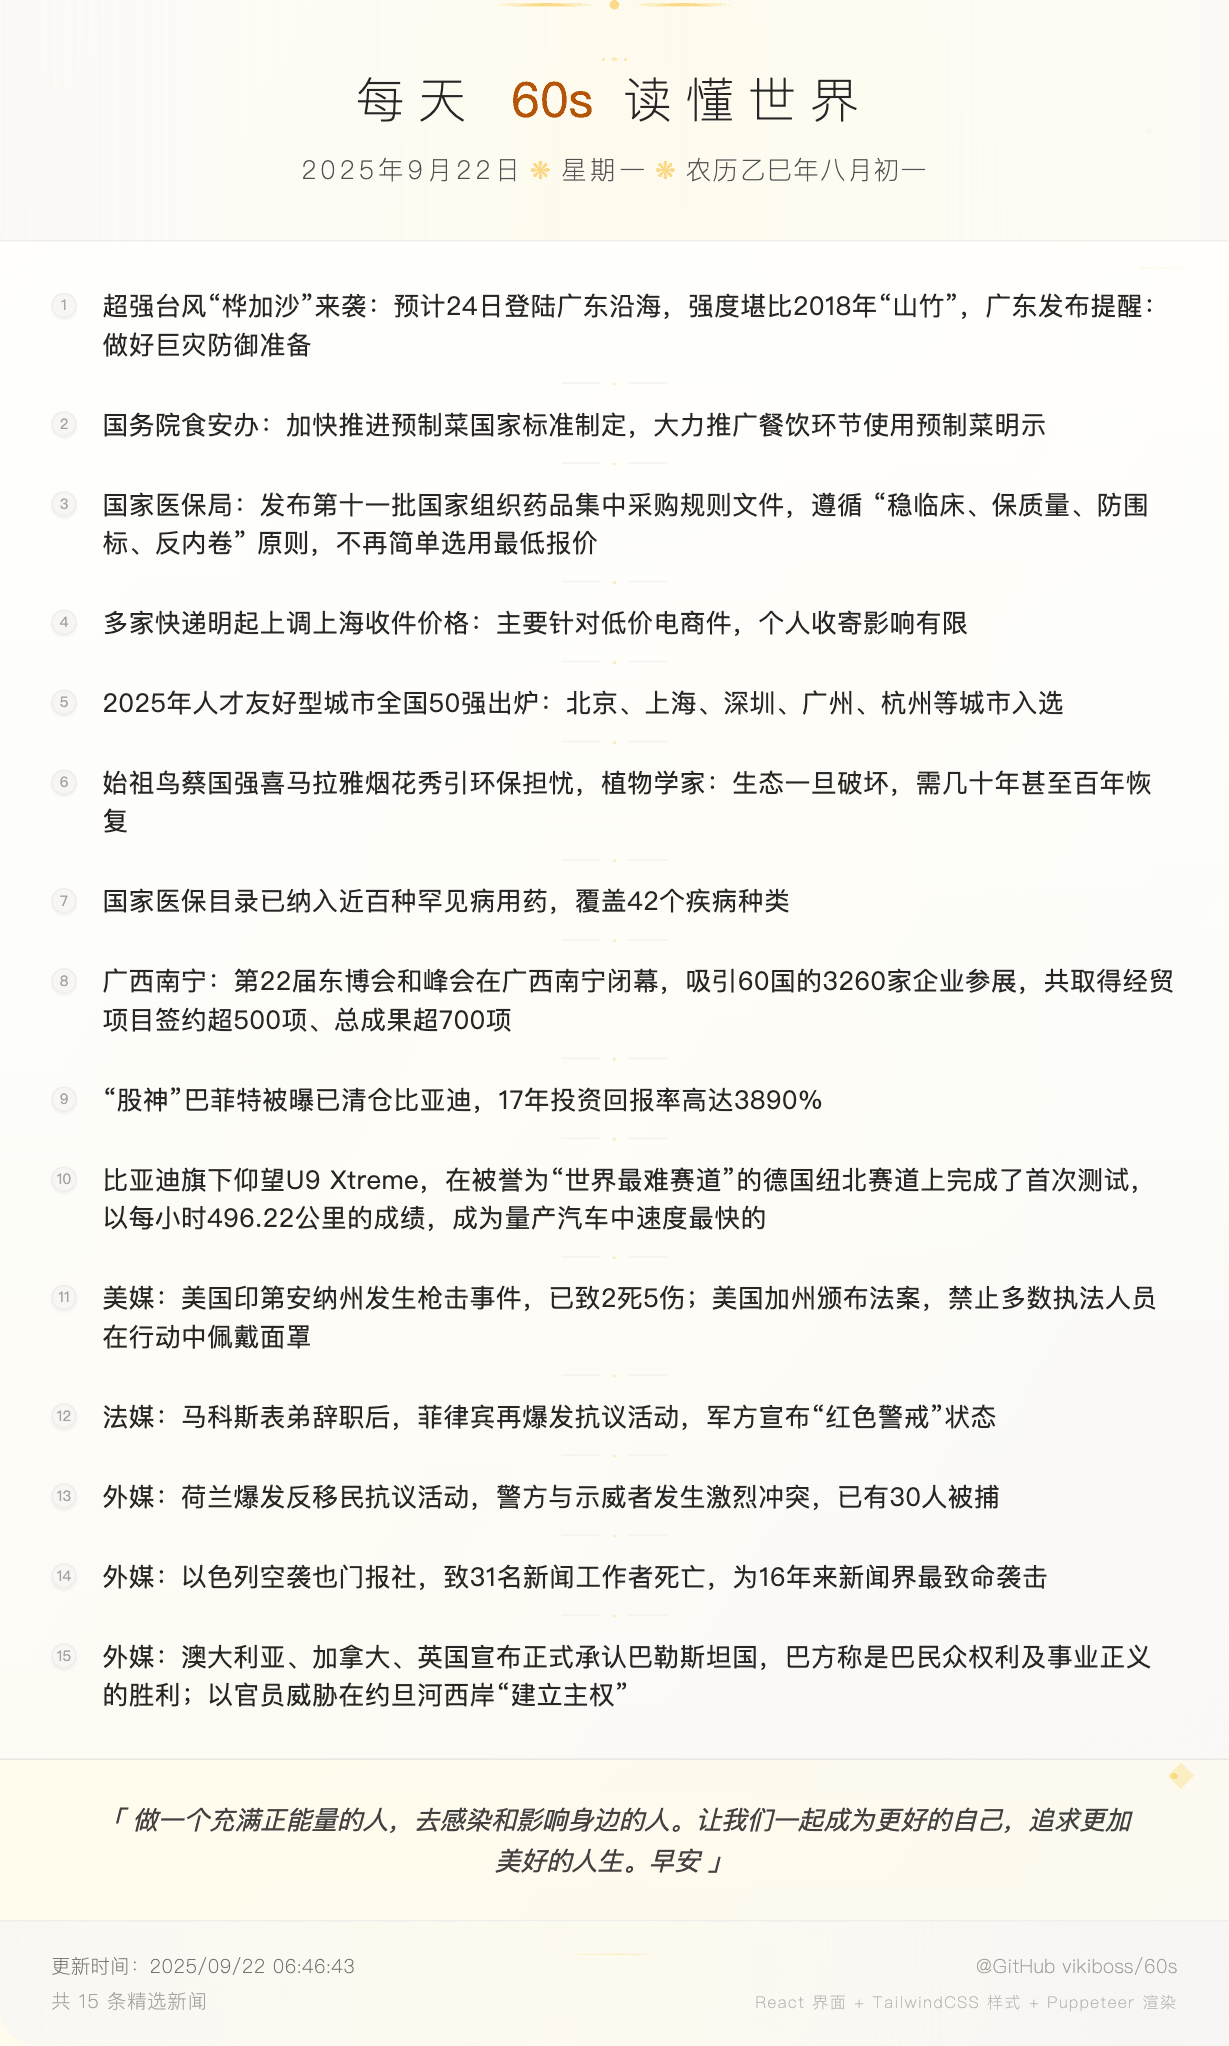 每天 60s 读懂世界
2025年9月22日 ❋ 星期一 ❋ 农历乙巳年八月初一
1 超强台风“桦加沙”来袭：预计24日登陆广东沿海，强度堪比2018年“山竹”，广东发布提醒：
做好巨灾防御准备
2 国务院食安办：加快推进预制菜国家标准制定，大力推广餐饮环节使用预制菜明示
3 国家医保局：发布第十一批国家组织药品集中采购规则文件，遵循 “稳临床、保质量、防围
标、反内卷” 原则，不再简单选用最低报价
4 多家快递明起上调上海收件价格：主要针对低价电商件，个人收寄影响有限
5 2025年人才友好型城市全国50强出炉：北京、上海、深圳、广州、杭州等城市入选
6 始祖鸟蔡国强喜马拉雅烟花秀引环保担忧，植物学家：生态一旦破坏，需几十年甚至百年恢
复
7 国家医保目录已纳入近百种罕见病用药，覆盖42个疾病种类
8 广西南宁：第22届东博会和峰会在广西南宁闭幕，吸引60国的3260家企业参展，共取得经贸
项目签约超500项、总成果超700项
9 “股神”巴菲特被曝已清仓比亚迪，17年投资回报率高达3890%
10 比亚迪旗下仰望U9 Xtreme，在被誉为“世界最难赛道”的德国纽北赛道上完成了首次测试，
以每小时496.22公里的成绩，成为量产汽车中速度最快的
11 美媒：美国印第安纳州发生枪击事件，已致2死5伤；美国加州颁布法案，禁止多数执法人员
在行动中佩戴面罩
12 法媒：马科斯表弟辞职后，菲律宾再爆发抗议活动，军方宣布“红色警戒”状态
13 外媒：荷兰爆发反移民抗议活动，警方与示威者发生激烈冲突，已有30人被捕
14 外媒：以色列空袭也门报社，致31名新闻工作者死亡，为16年来新闻界最致命袭击
15 外媒：澳大利亚、加拿大、英国宣布正式承认巴勒斯坦国，巴方称是巴民众权利及事业正义
的胜利；以官员威胁在约旦河西岸“建立主权”
「 做一个充满正能量的人，去感染和影响身边的人。让我们一起成为更好的自己，追求更加
美好的人生。早安 」
更新时间：2025/09/22 06:46:43
@GitHub vikiboss/60s
共 15 条精选新闻
React 界面 + TailwindCSS 样式 + Puppeteer 渲染